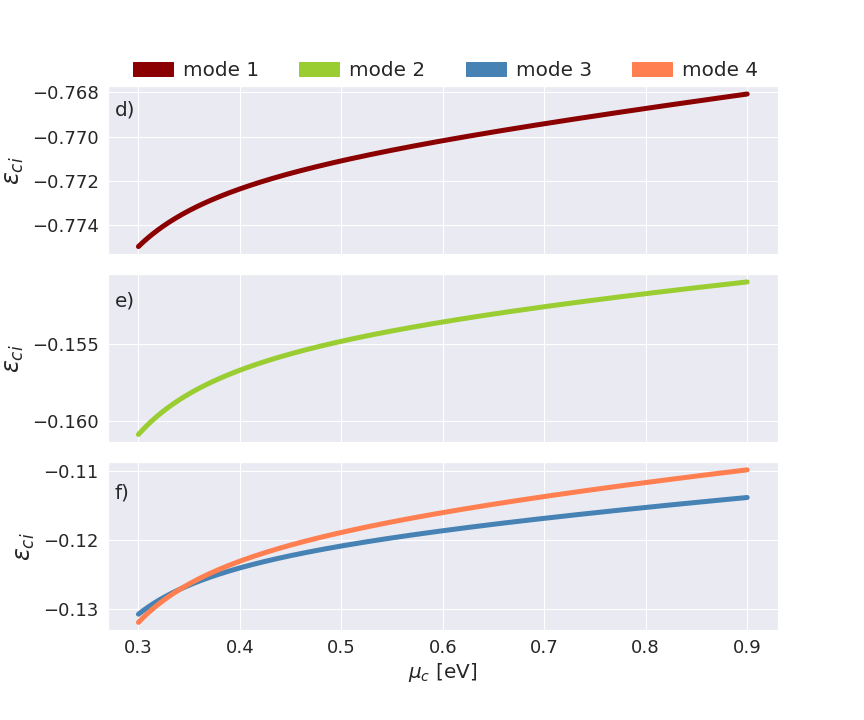 mode 1 mode 2 mode 3 mode 4
d)
−0.768
−0.770
−0.772
−0.774
ε_ci
e)
−0.155
−0.160
ε_ci
f)
−0.11
−0.12
−0.13
ε_ci
0.3 0.4 0.5 0.6 0.7 0.8 0.9
μ_c [eV]